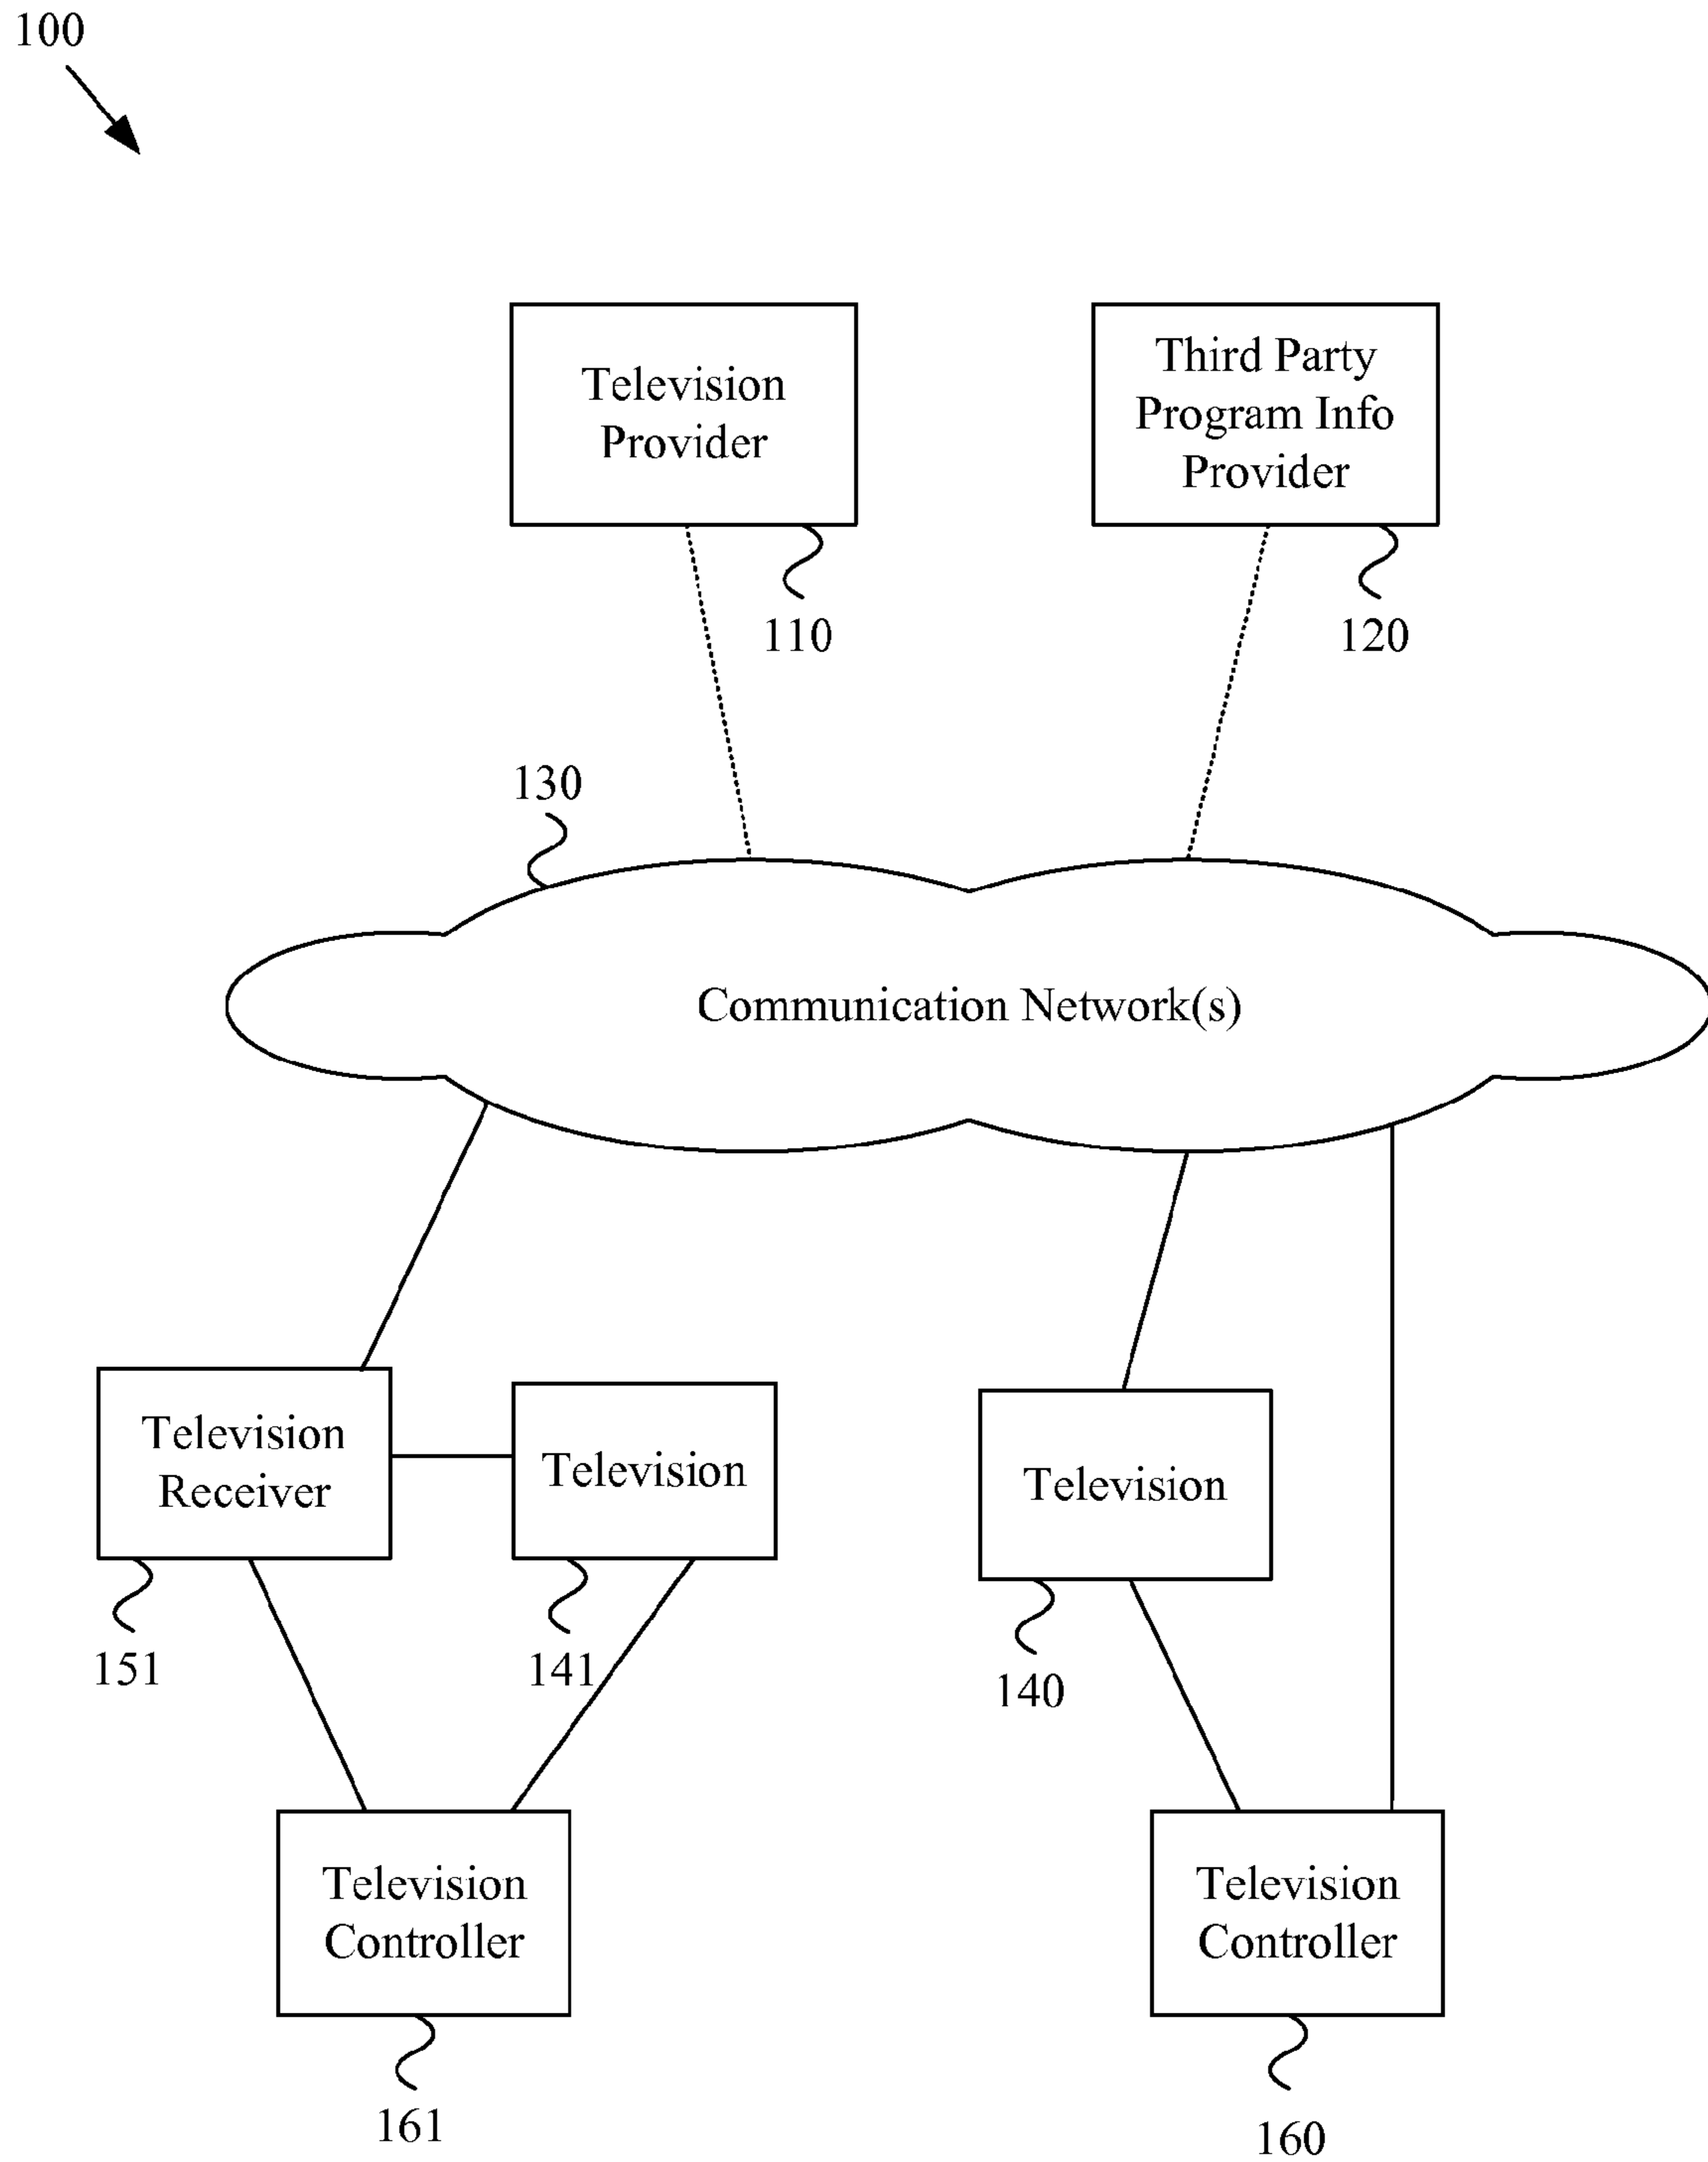 100
Television
Provider
Third Party
Program Info
Provider
110
120
130
Communication Network(s)
Television
Receiver
Television
Television
151
141
140
Television
Controller
Television
Controller
161
160